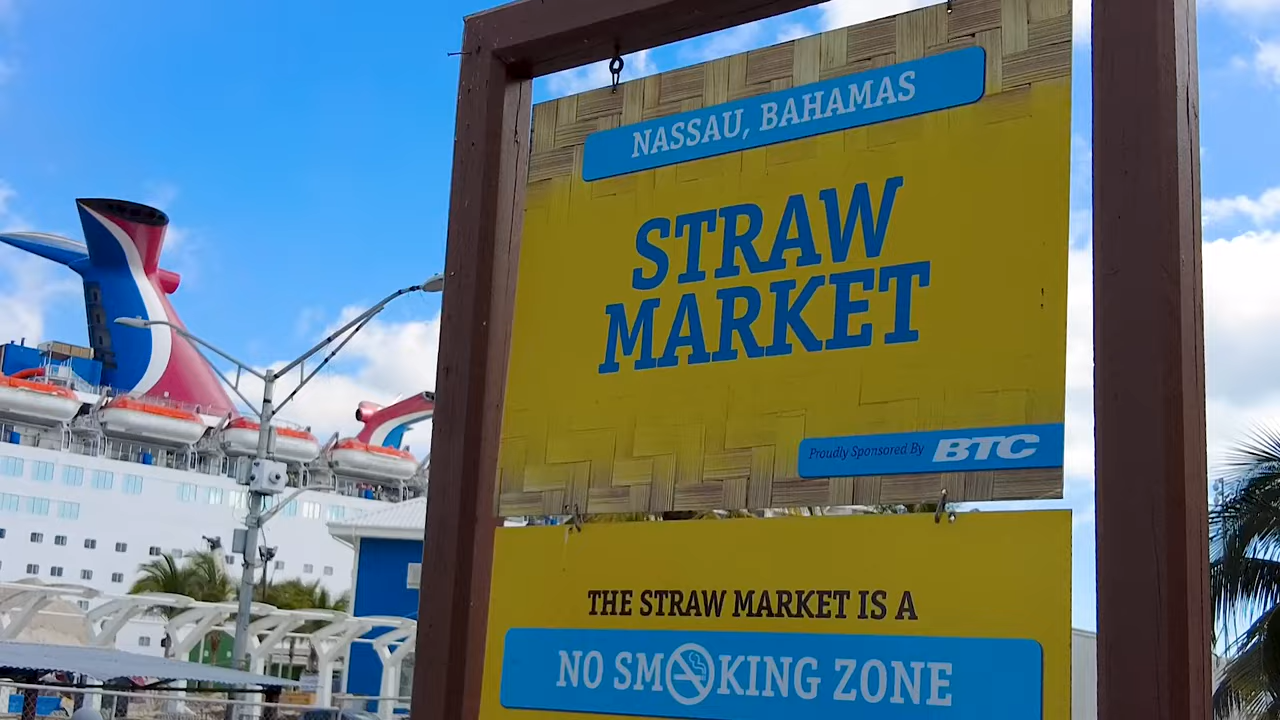 NASSAU, BAHAMAS
STRAW
MARKET
Proudly Sponsored By BTC
THE STRAW MARKET IS A
NO SMOKING ZONE